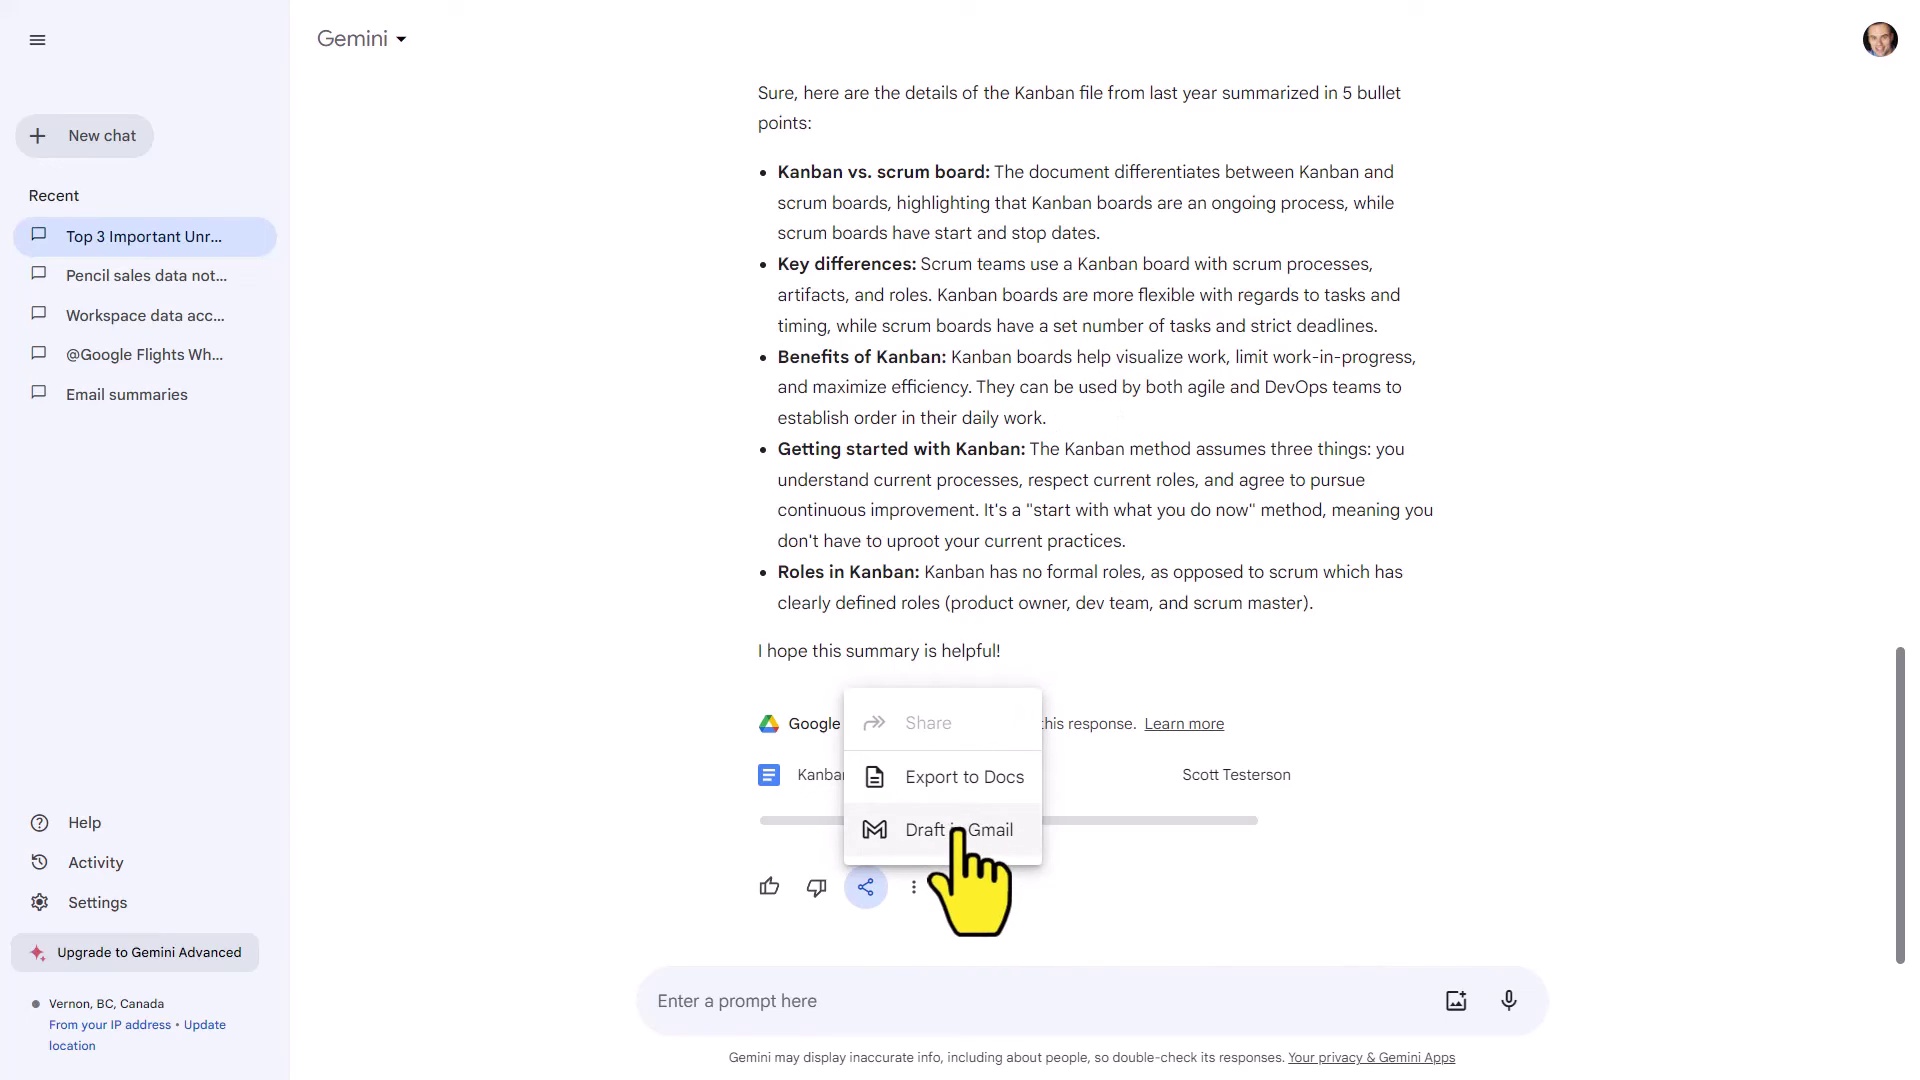 Gemini
New chat
Recent
Top 3 Important Unr...
Pencil sales data not...
Workspace data acc...
@Google Flights Wh...
Email summaries
Help
Activity
Settings
Upgrade to Gemini Advanced
Vernon, BC, Canada
From your IP address • Update
location
Sure, here are the details of the Kanban file from last year summarized in 5 bullet
points:
• Kanban vs. scrum board: The document differentiates between Kanban and
scrum boards, highlighting that Kanban boards are an ongoing process, while
scrum boards have start and stop dates.
• Key differences: Scrum teams use a Kanban board with scrum processes,
artifacts, and roles. Kanban boards are more flexible with regards to tasks and
timing, while scrum boards have a set number of tasks and strict deadlines.
• Benefits of Kanban: Kanban boards help visualize work, limit work-in-progress,
and maximize efficiency. They can be used by both agile and DevOps teams to
establish order in their daily work.
• Getting started with Kanban: The Kanban method assumes three things: you
understand current processes, respect current roles, and agree to pursue
continuous improvement. It's a "start with what you do now" method, meaning you
don't have to uproot your current practices.
• Roles in Kanban: Kanban has no formal roles, as opposed to scrum which has
clearly defined roles (product owner, dev team, and scrum master).
I hope this summary is helpful!
Google this response. Learn more
Scott Testerson
Share
Export to Docs
Draft Gmail
Enter a prompt here
Gemini may display inaccurate info, including about people, so double-check its responses. Your privacy & Gemini Apps